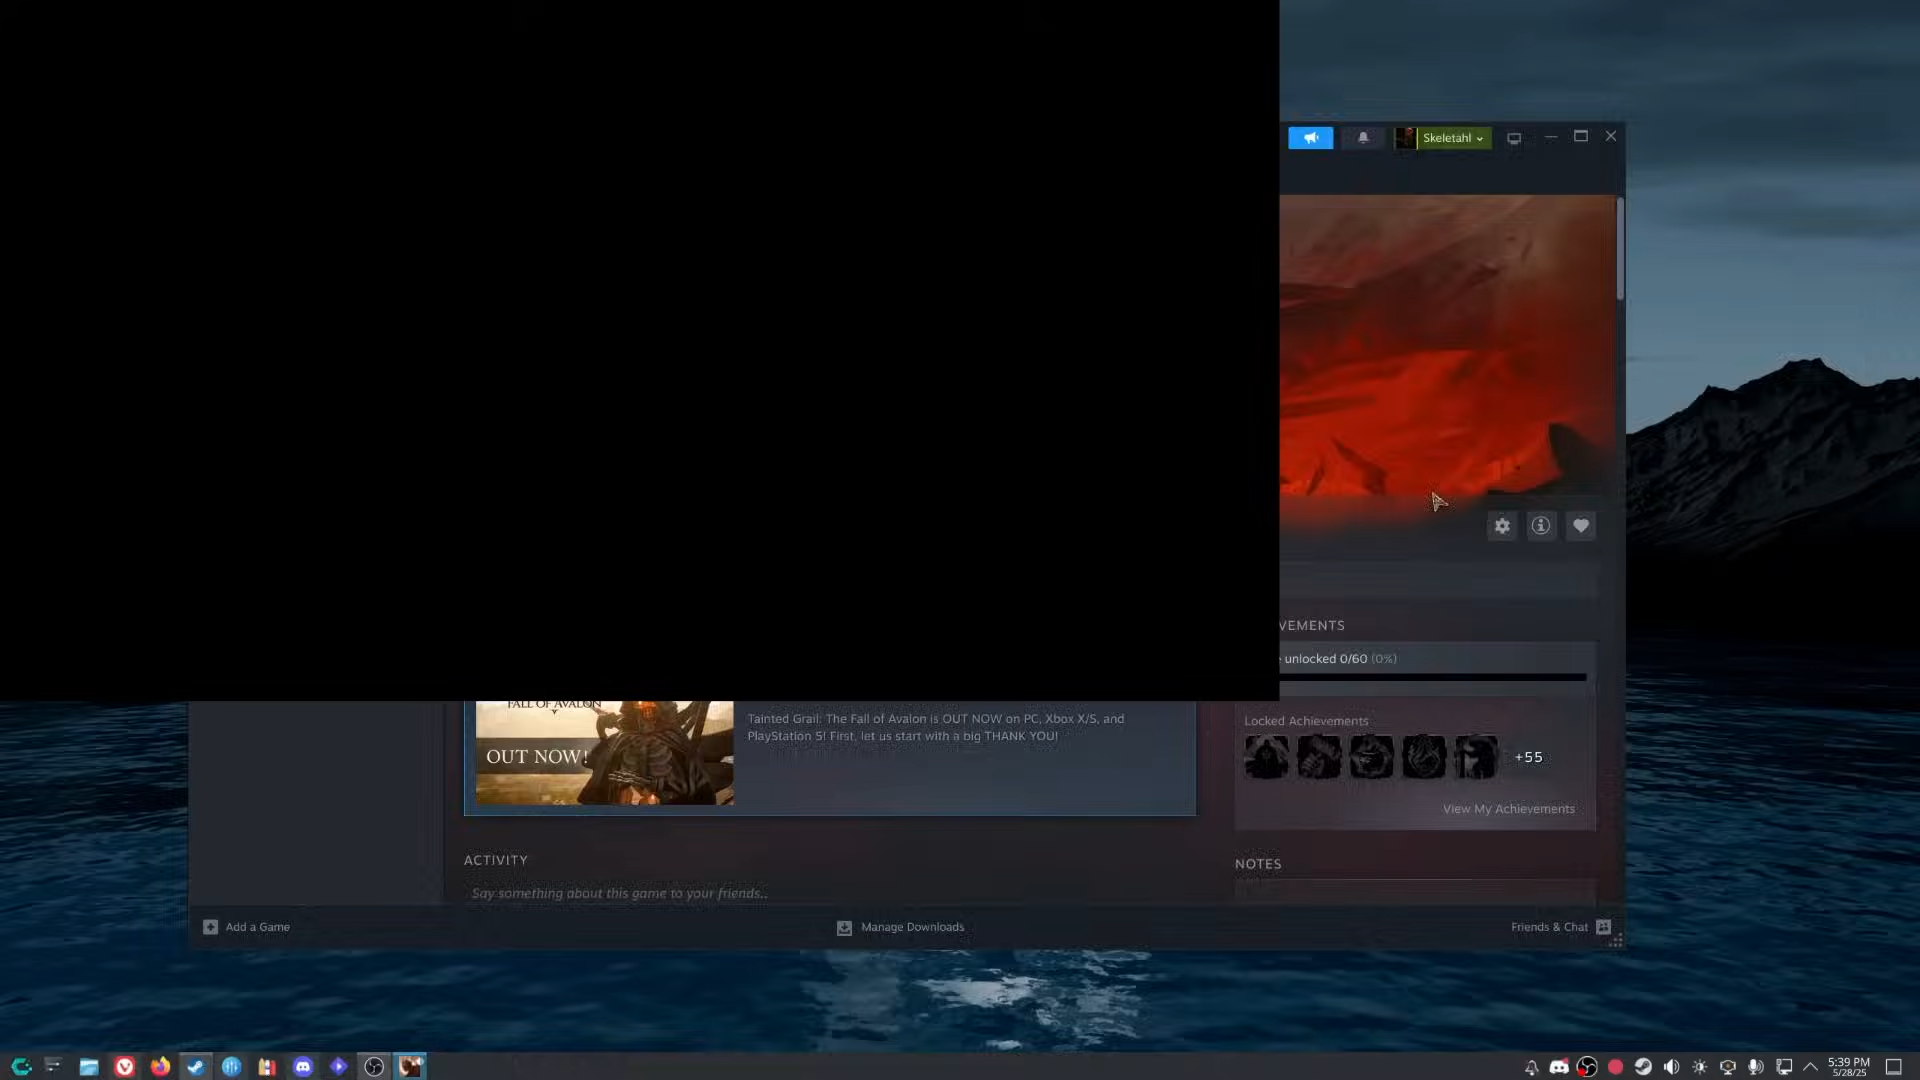 Skeletahl
VEMENTS
unlocked 0/60 (0%)
FALL OF AVALON
OUT NOW!
Tainted Grail: The Fall of Avalon is OUT NOW on PC, Xbox X/S, and
PlayStation 5! First, let us start with a big THANK YOU!
Locked Achievements
+55
View My Achievements
ACTIVITY
Say something about this game to your friends..
NOTES
Add a Game
Manage Downloads
Friends & Chat
5:39 PM
5/28/25